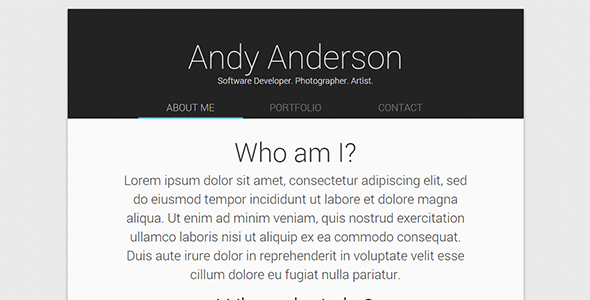 Andy Anderson
Software Developer. Photographer. Artist.
ABOUT ME PORTFOLIO CONTACT
Who am I?
Lorem ipsum dolor sit amet, consectetur adipiscing elit, sed
do eiusmod tempor incididunt ut labore et dolore magna
aliqua. Ut enim ad minim veniam, quis nostrud exercitation
ullamco laboris nisi ut aliquip ex ea commodo consequat.
Duis aute irure dolor in reprehenderit in voluptate velit esse
cillum dolore eu fugiat nulla pariatur.